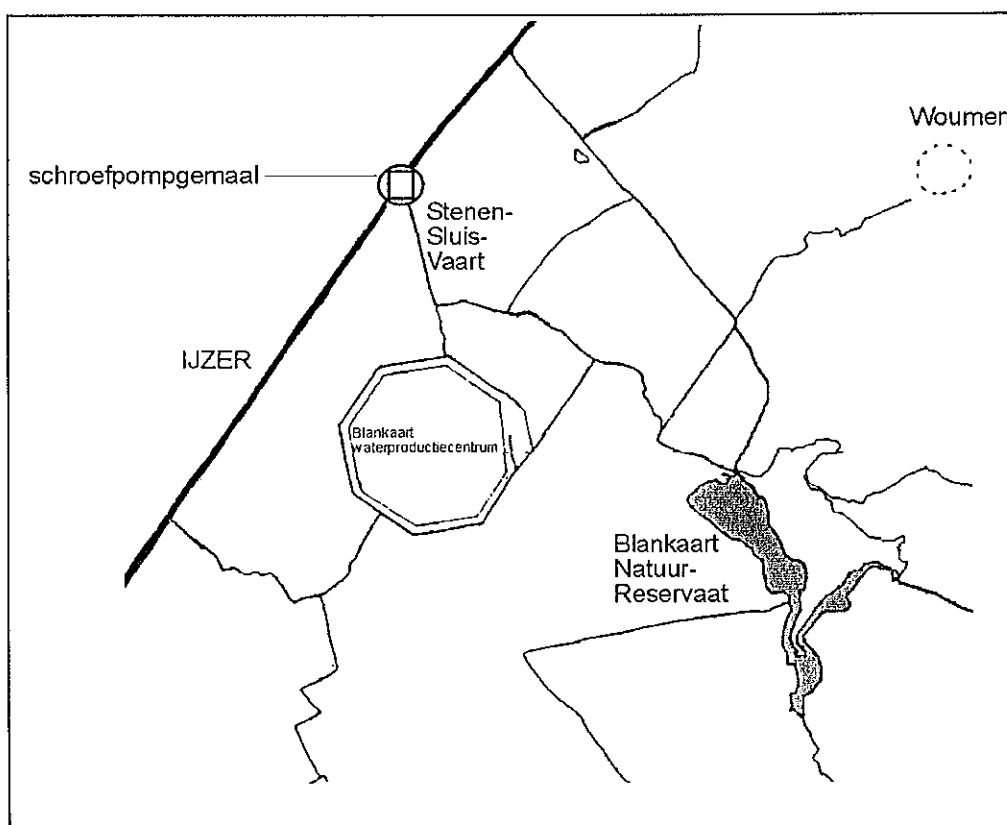 Woumen
schroefpompgemaal
Stenen-
Sluis-
Vaart
IJZER
Blankaart
waterproductiecentrum
Blankaart
Natuur-
Reservaat